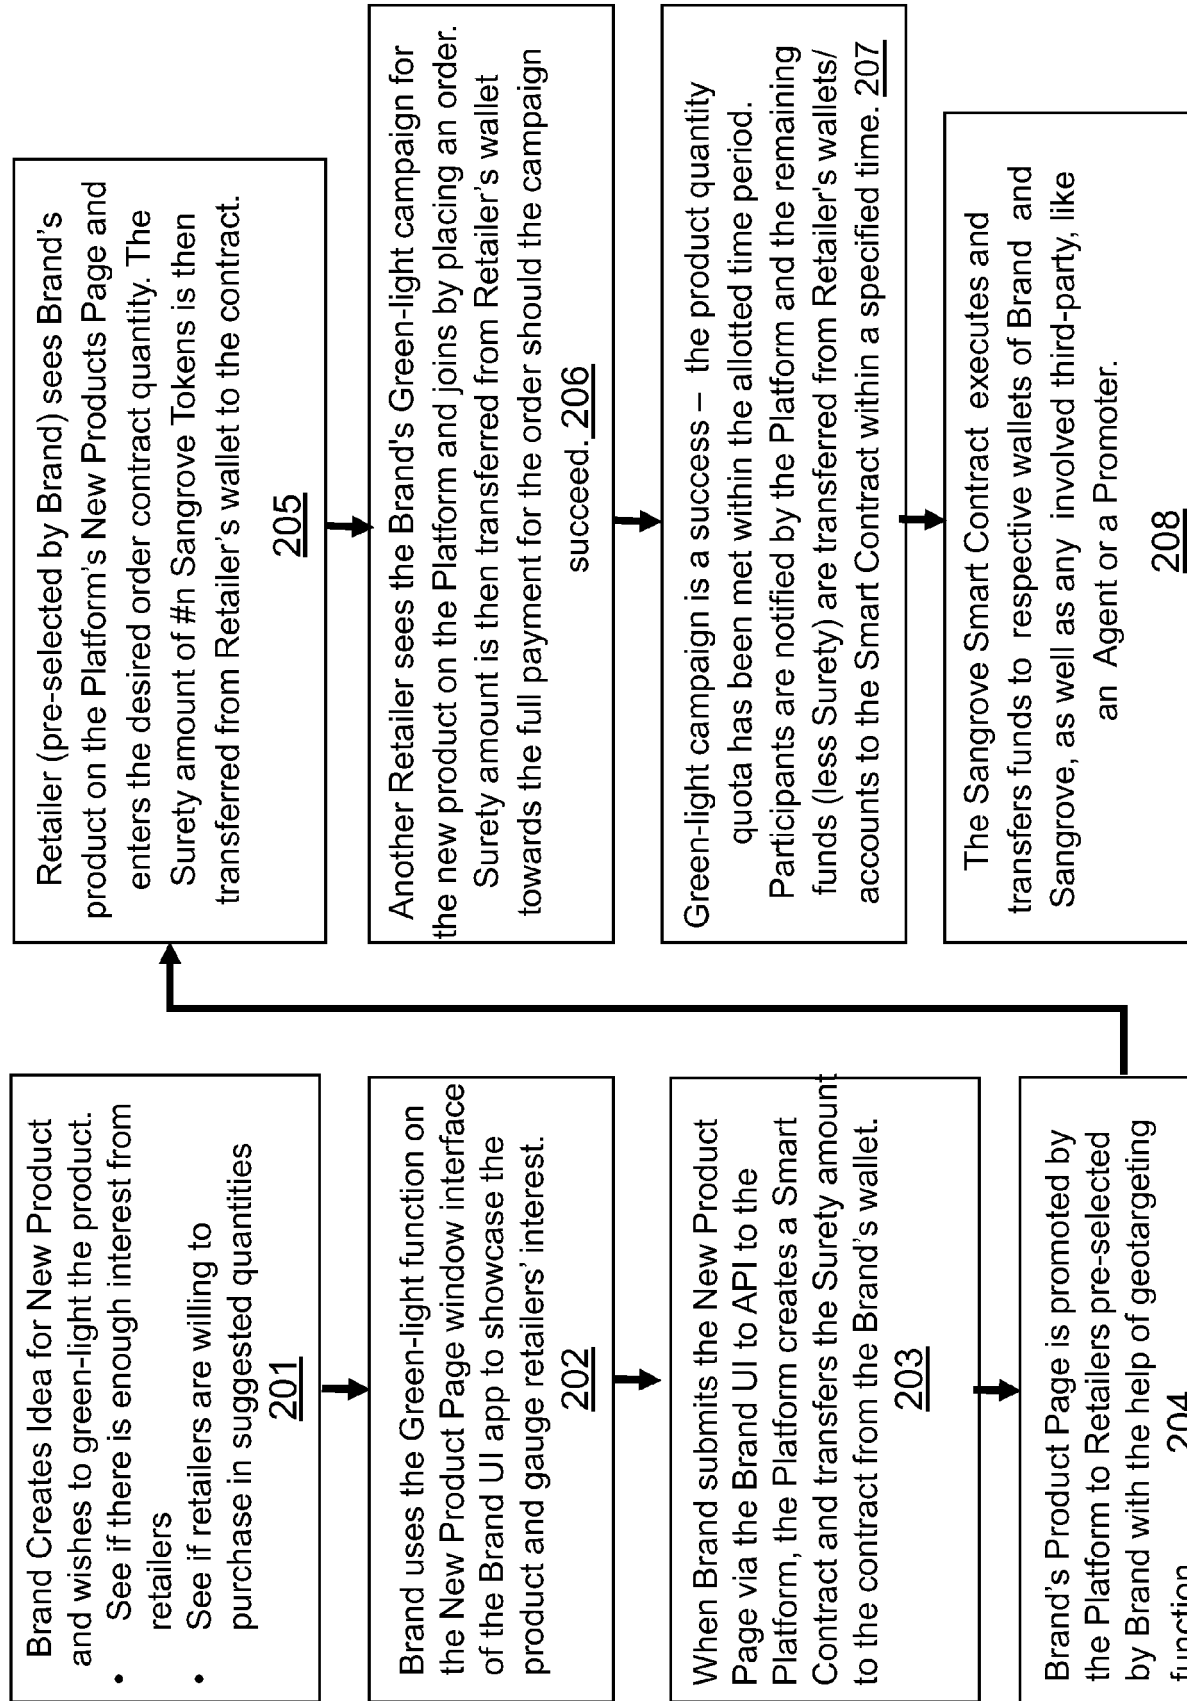 Brand Creates Idea for New Product
and wishes to green-light the product.
• See if there is enough interest from
retailers
• See if retailers are willing to
purchase in suggested quantities
201
Brand uses the Green-light function on
the New Product Page window interface
of the Brand UI app to showcase the
product and gauge retailers' interest.
202
When Brand submits the New Product
Page via the Brand UI to API to the
Platform, the Platform creates a Smart
Contract and transfers the Surety amount
to the contract from the Brand's wallet.
203
Brand's Product Page is promoted by
the Platform to Retailers pre-selected
by Brand with the help of geotargeting
function 204
Retailer (pre-selected by Brand) sees Brand's
product on the Platform's New Products Page and
enters the desired order contract quantity. The
Surety amount of #n Sangrove Tokens is then
transferred from Retailer's wallet to the contract.
205
Another Retailer sees the Brand's Green-light campaign for
the new product on the Platform and joins by placing an order.
Surety amount is then transferred from Retailer's wallet
towards the full payment for the order should the campaign
succeed. 206
Green-light campaign is a success – the product quantity
quota has been met within the allotted time period.
Participants are notified by the Platform and the remaining
funds (less Surety) are transferred from Retailer's wallets/
accounts to the Smart Contract within a specified time. 207
The Sangrove Smart Contract executes and
transfers funds to respective wallets of Brand and
Sangrove, as well as any involved third-party, like
an Agent or a Promoter.
208